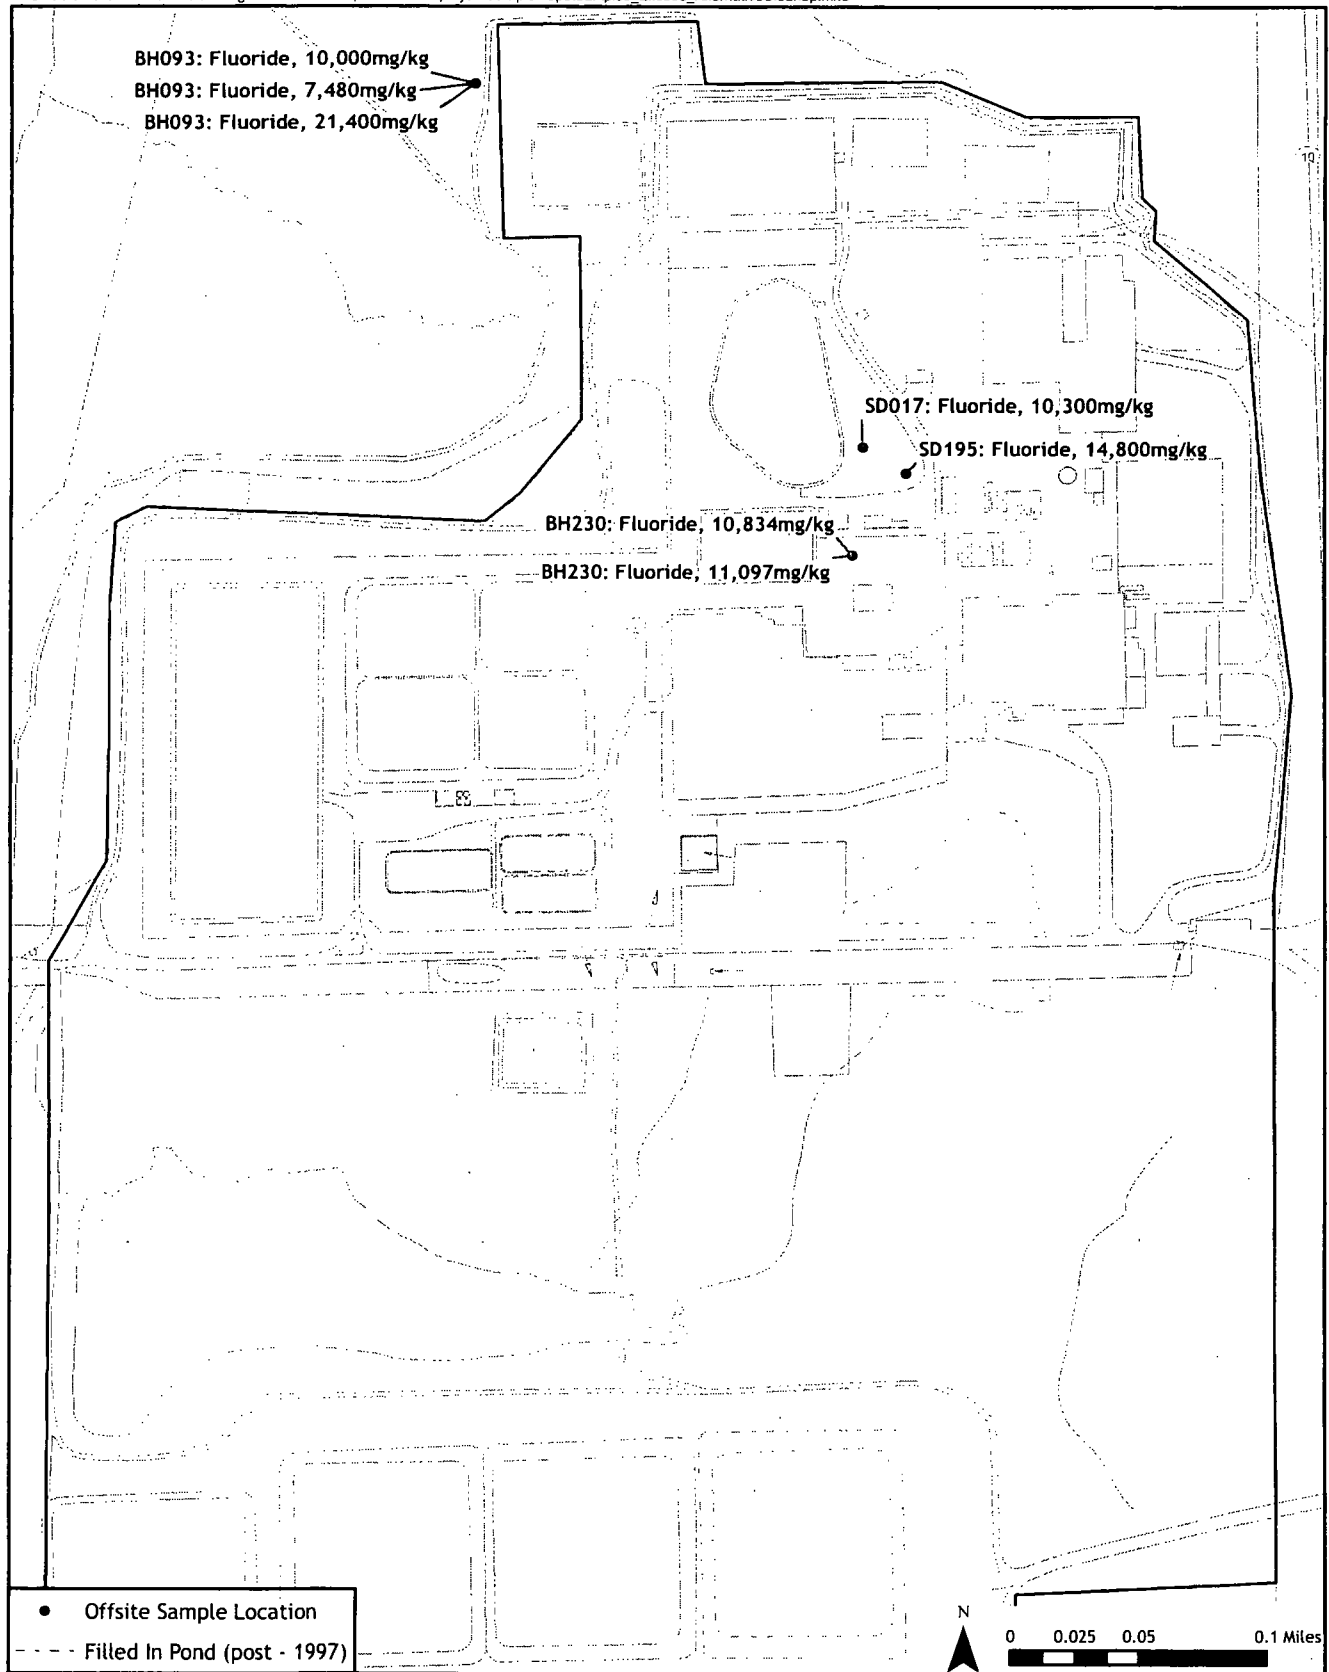 BH093: Fluoride, 10,000mg/kg
BH093: Fluoride, 7,480mg/kg
BH093: Fluoride, 21,400mg/kg
10
SD017: Fluoride, 10,300mg/kg
SD195: Fluoride, 14,800mg/kg
BH230: Fluoride, 10,834mg/kg
BH230: Fluoride, 11,097mg/kg
Offsite Sample Location
Filled In Pond (post - 1997)
N
0 0.025 0.05 0.1 Miles